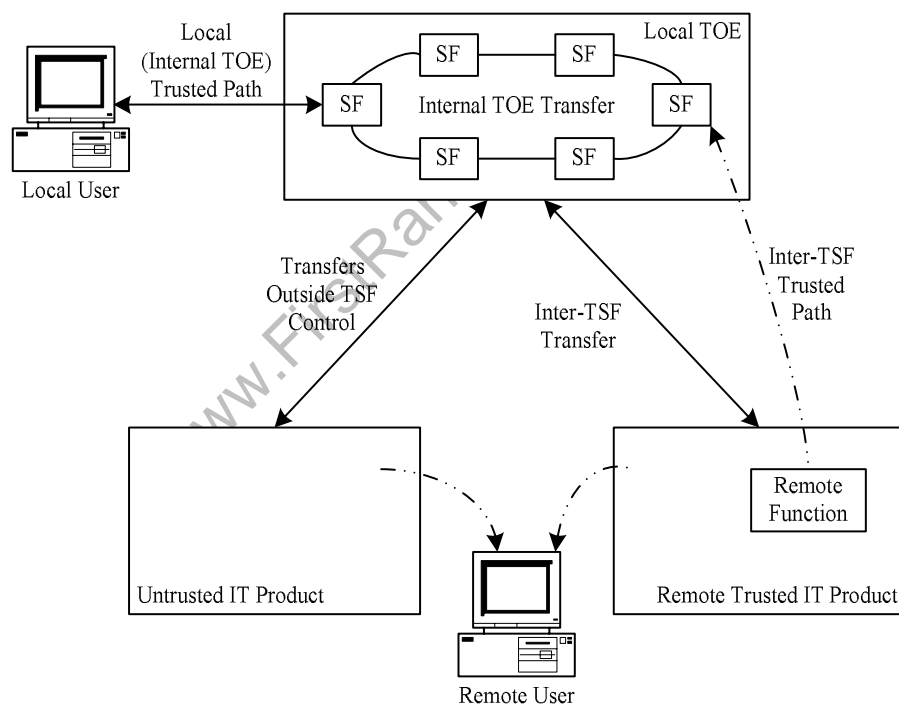 Local
(Internal TOE)
Trusted Path
Local TOE
SF
SF
SF
Internal TOE Transfer
SF
SF
SF
Local User
Transfers
Outside TSF
Control
Inter-TSF
Transfer
Inter-TSF
Trusted
Path
Remote
Function
Untrusted IT Product
Remote Trusted IT Product
Remote User